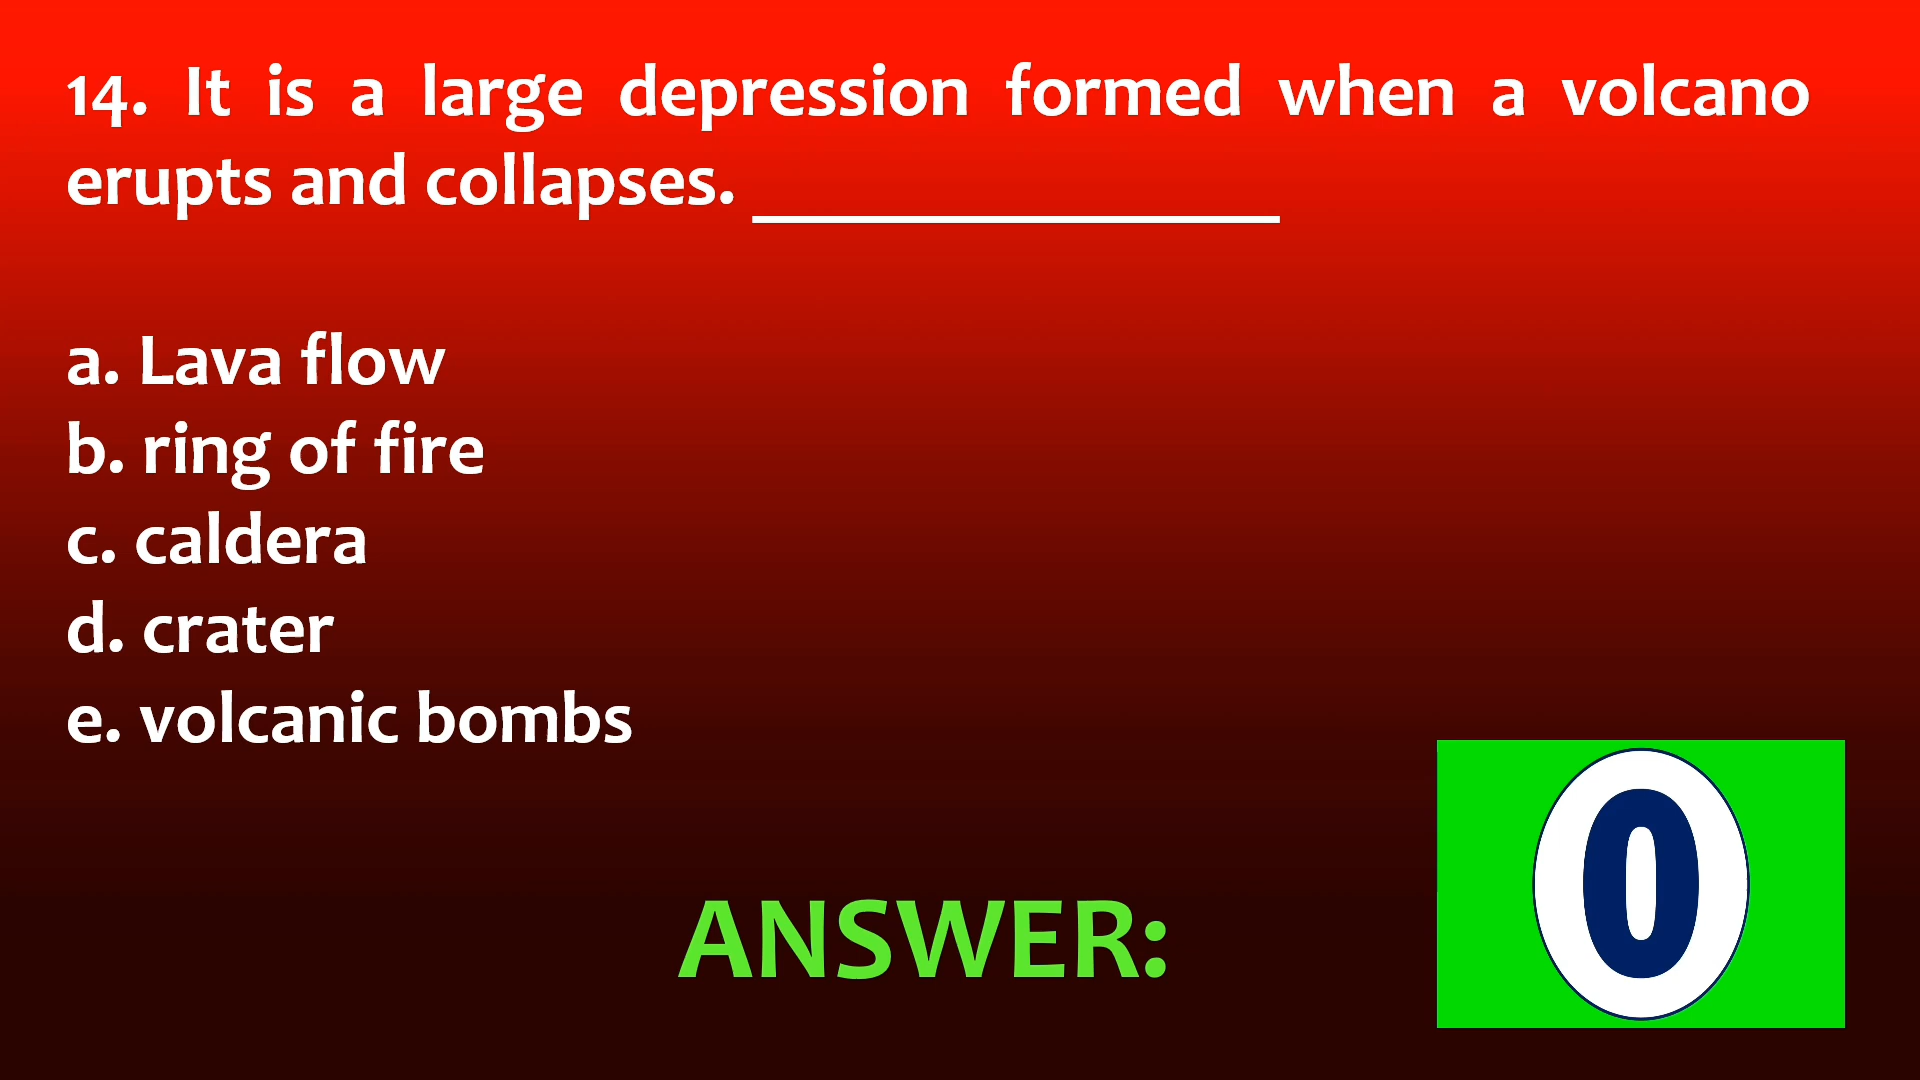 14. It is a large depression formed when a volcano
erupts and collapses. _______________
a. Lava flow
b. ring of fire
c. caldera
d. crater
e. volcanic bombs
ANSWER:
0